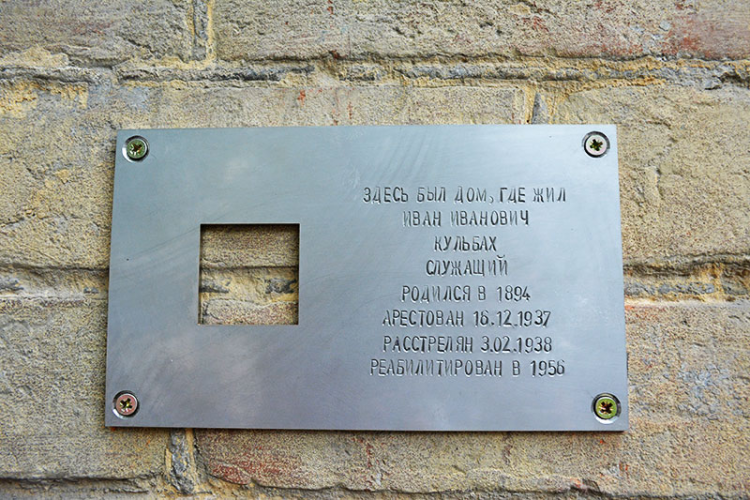 ЗДЕСЬ БЫЛ ДОМ, ГДЕ ЖИЛ
ИВАН ИВАНОВИЧ
КУЛЬБАХ
СЛУЖАЩИЙ
РОДИЛСЯ В 1894
АРЕСТОВАН 16.12.1937
РАССТРЕЛЯН 3.02.1938
РЕАБИЛИТИРОВАН В 1956